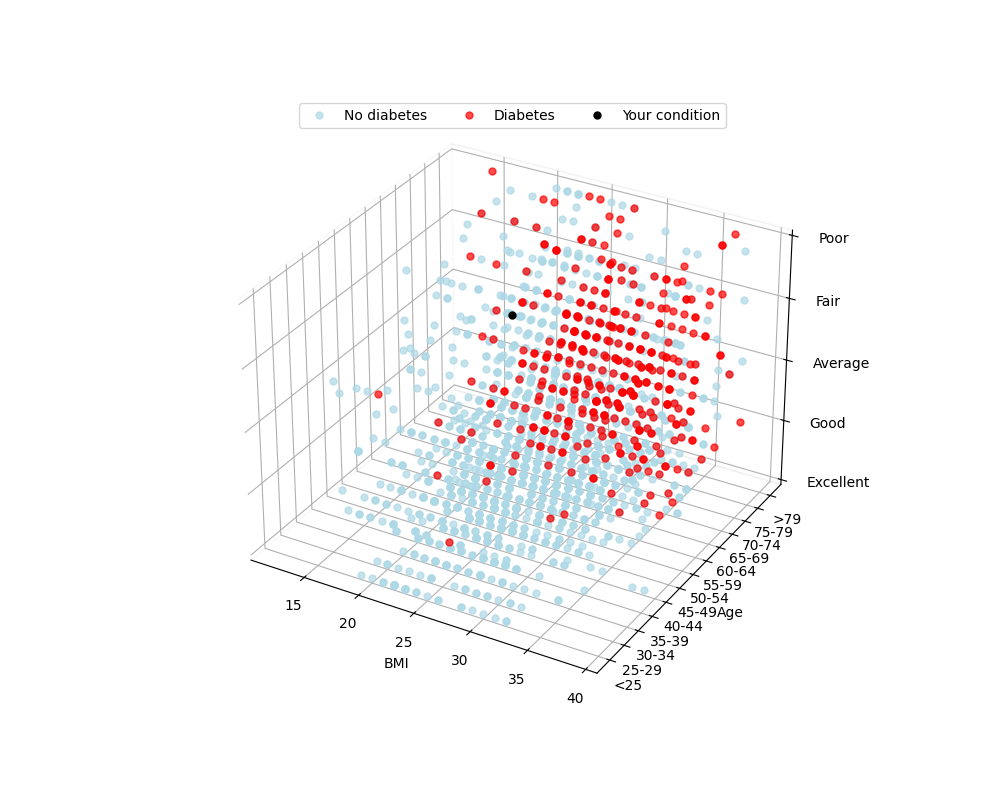 No diabetes Diabetes Your condition
Poor
Fair
Average
Good
Excellent
>79
75-79
70-74
65-69
60-64
55-59
50-54
45-49
Age
40-44
35-39
30-34
25-29
<25
15
20
25
30
35
40
BMI